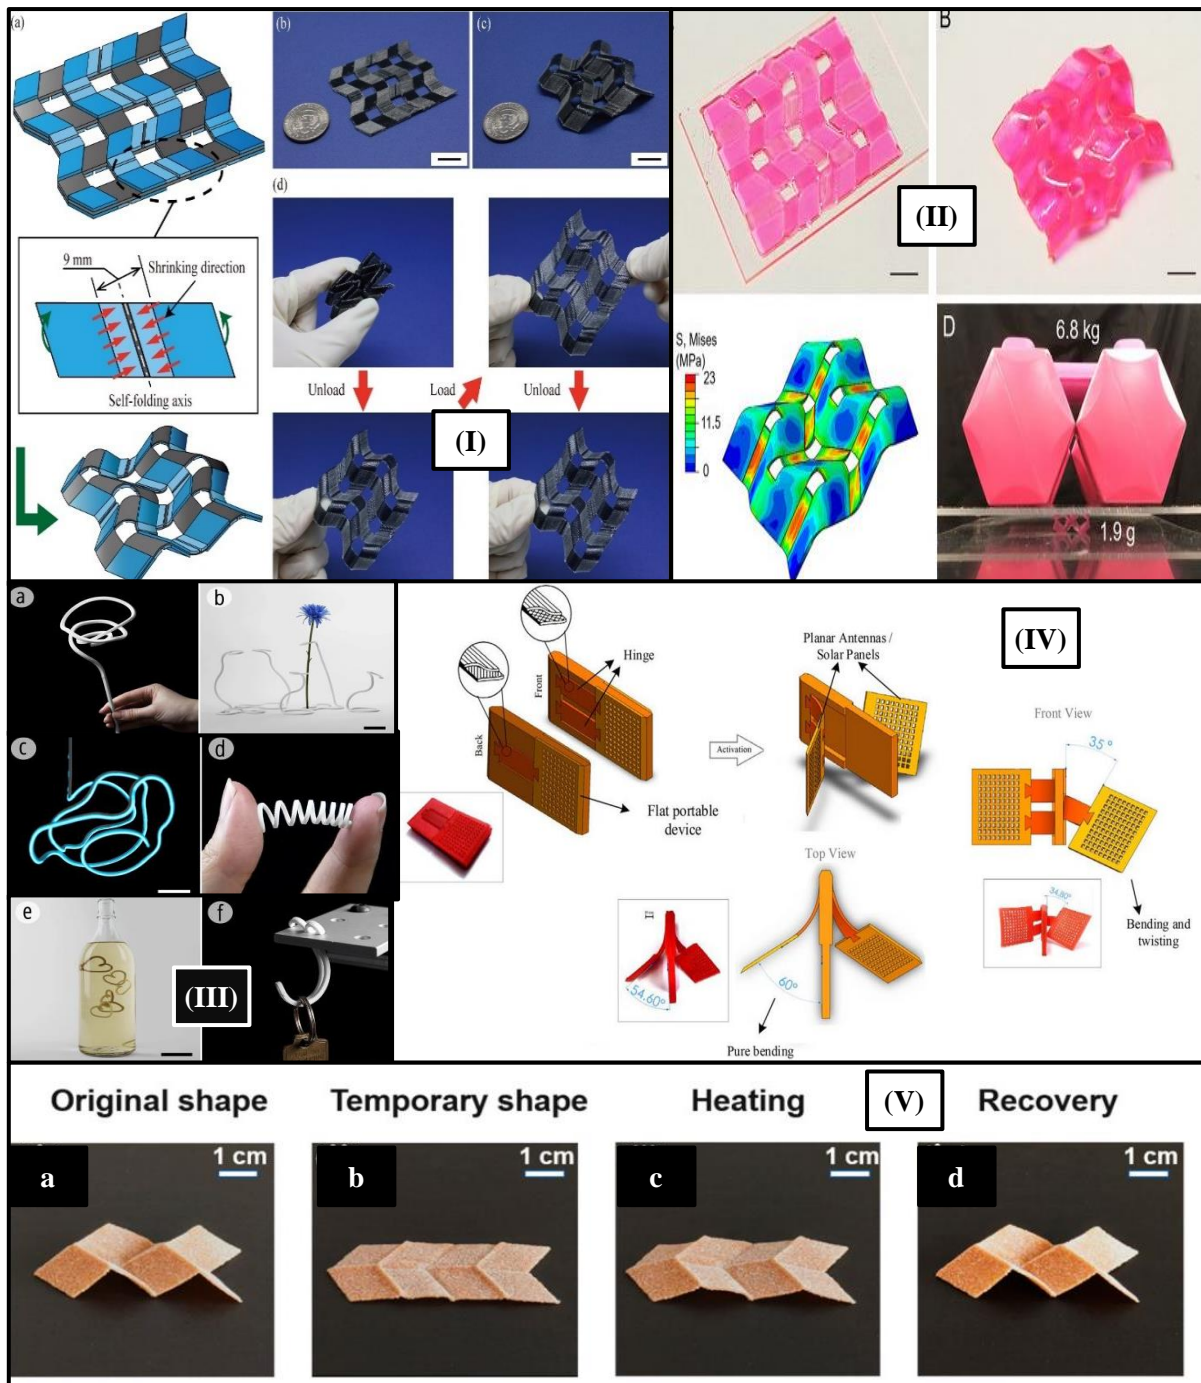 (a)
(b)
(c)
(d)
9 mm
Shrinking direction
Self-folding axis
Unload
Load
Unload
(I)
B
(II)
S, Mises
(MPa)
23
11.5
0
D
6.8 kg
1.9 g
a
b
c
d
e
f
(III)
(IV)
Hinge
Front
Back
Activation
Planar Antennas /
Solar Panels
Flat portable
device
Front View
35°
34.80°
Bending and
twisting
Top View
54.60°
60°
Pure bending
Original shape
Temporary shape
Heating
(V)
Recovery
a
1 cm
b
1 cm
c
1 cm
d
1 cm